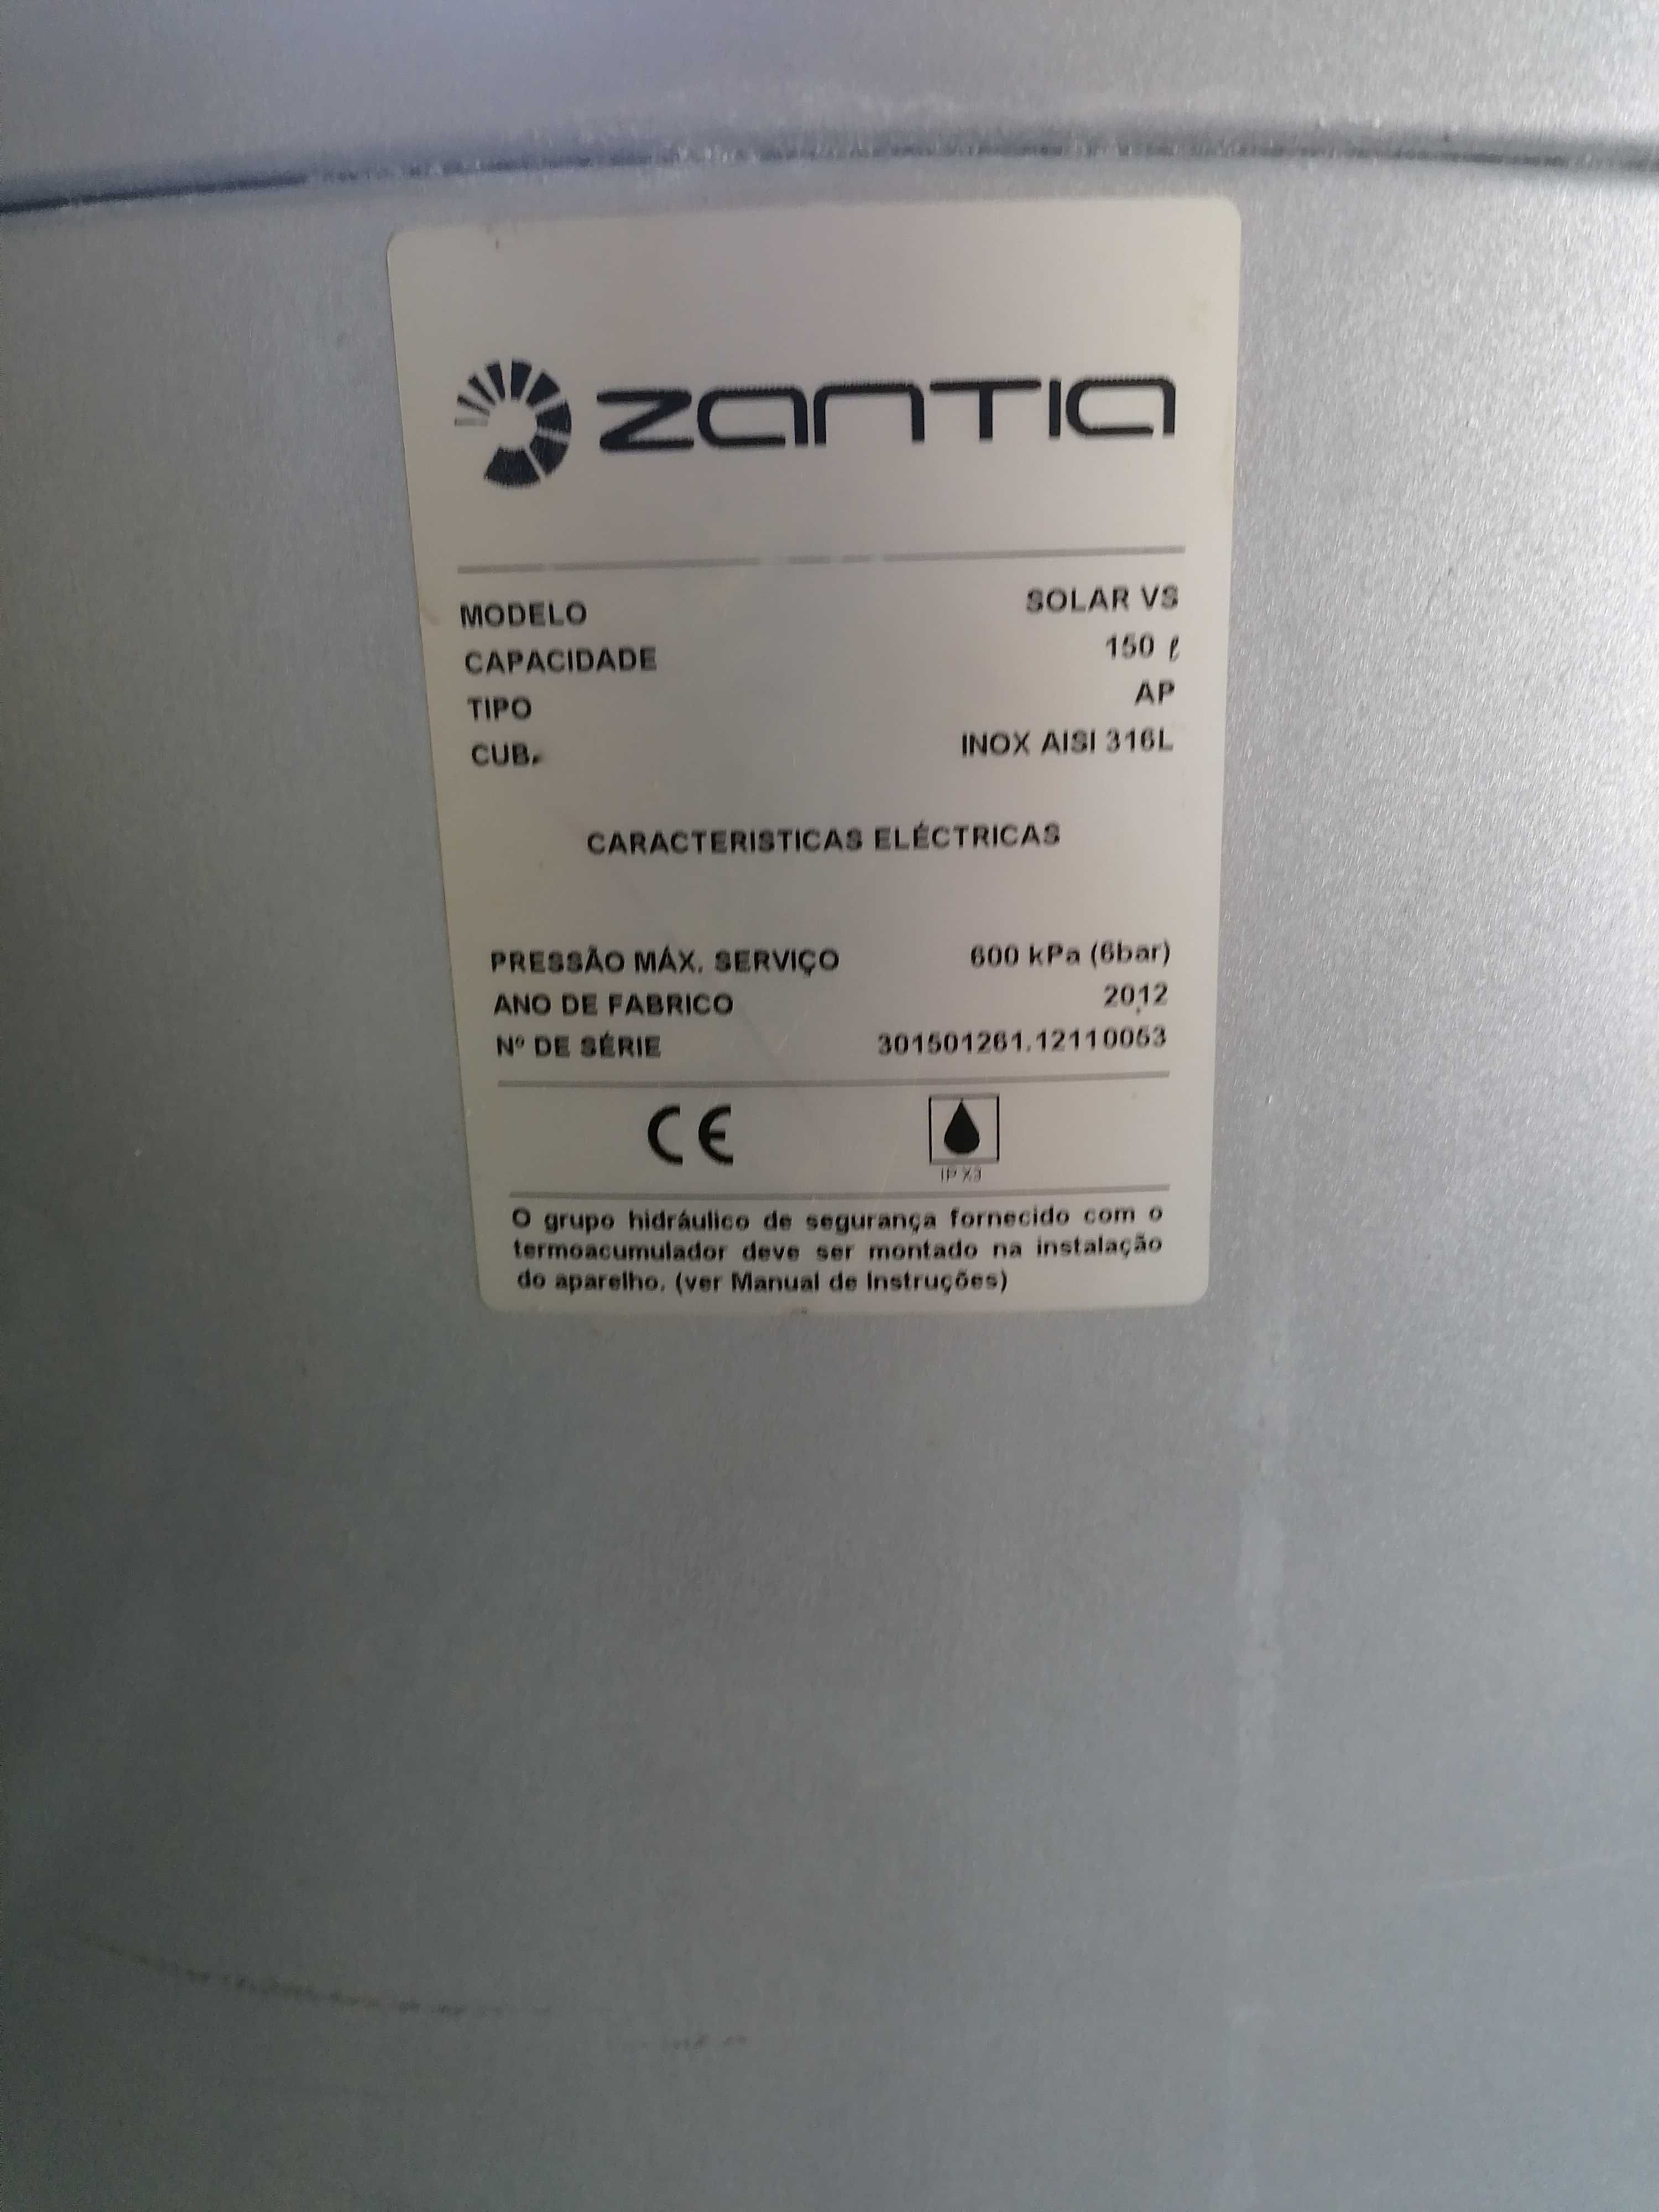 zantia
MODELO SOLAR VS
CAPACIDADE 150 ℓ
TIPO AP
CUB. INOX AISI 316L
CARACTERISTICAS ELÉCTRICAS
PRESSÃO MÁX. SERVIÇO 600 kPa (6bar)
ANO DE FABRICO 2012
Nº DE SÉRIE 301501261.12110053
CE
IP X3
O grupo hidráulico de segurança fornecido com o
termoacumulador deve ser montado na instalação
do aparelho. (ver Manual de Instruções)